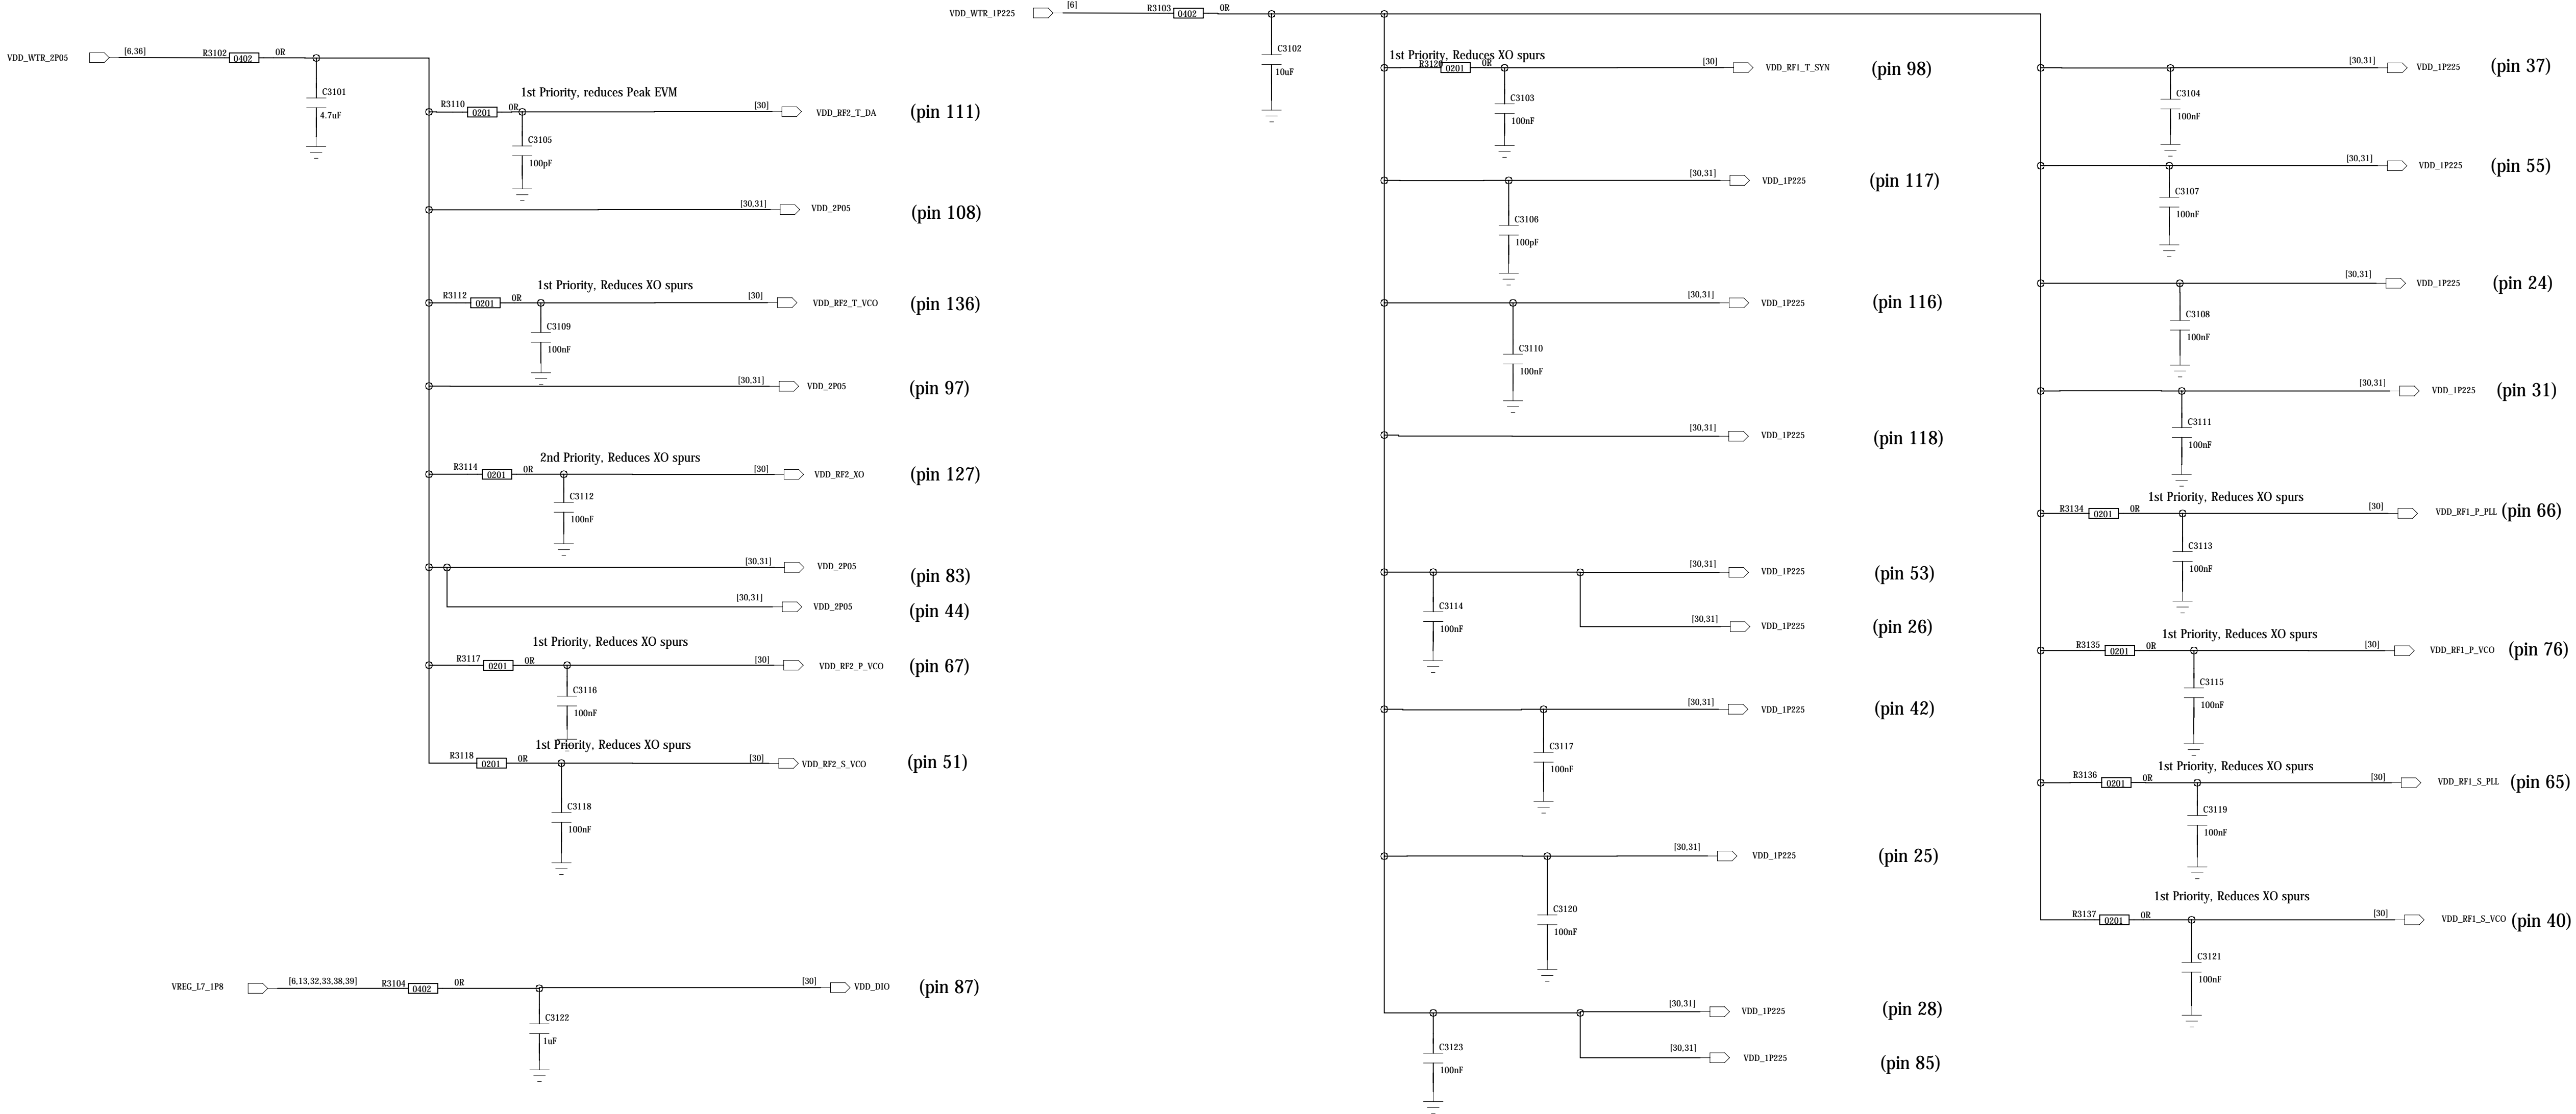 VDD_WTR_2P05 [6,36] R3102 0402 0R
C3101
4.7uF
1st Priority, reduces Peak EVM
R3110 0201 0R [30] VDD_RF2_T_DA (pin 111)
C3105
100pF
[30,31] VDD_2P05 (pin 108)
1st Priority, Reduces XO spurs
R3112 0201 0R [30] VDD_RF2_T_VCO (pin 136)
C3109
100nF
[30,31] VDD_2P05 (pin 97)
2nd Priority, Reduces XO spurs
R3114 0201 0R [30] VDD_RF2_XO (pin 127)
C3112
100nF
[30,31] VDD_2P05 (pin 83)
[30,31] VDD_2P05 (pin 44)
1st Priority, Reduces XO spurs
R3117 0201 0R [30] VDD_RF2_P_VCO (pin 67)
C3116
100nF
1st Priority, Reduces XO spurs
R3118 0201 0R [30] VDD_RF2_S_VCO (pin 51)
C3118
100nF
VREG_L7_1P8 [6,13,32,33,38,39] R3104 0402 0R [30] VDD_DIO (pin 87)
C3122
1uF
VDD_WTR_1P225 [6] R3103 0402 0R
C3102
10uF
1st Priority, Reduces XO spurs
0201 0R [30] VDD_RF1_T_SYN (pin 98)
C3103
100nF
[30,31] VDD_1P225 (pin 117)
C3106
100pF
[30,31] VDD_1P225 (pin 116)
C3110
100nF
[30,31] VDD_1P225 (pin 118)
[30,31] VDD_1P225 (pin 53)
C3114
100nF
[30,31] VDD_1P225 (pin 26)
[30,31] VDD_1P225 (pin 42)
C3117
100nF
[30,31] VDD_1P225 (pin 25)
C3120
100nF
[30,31] VDD_1P225 (pin 28)
C3123
100nF
[30,31] VDD_1P225 (pin 85)
[30,31] VDD_1P225 (pin 37)
C3104
100nF
[30,31] VDD_1P225 (pin 55)
C3107
100nF
[30,31] VDD_1P225 (pin 24)
C3108
100nF
[30,31] VDD_1P225 (pin 31)
C3111
100nF
1st Priority, Reduces XO spurs
R3134 0201 0R [30] VDD_RF1_P_PLL (pin 66)
C3113
100nF
1st Priority, Reduces XO spurs
R3135 0201 0R [30] VDD_RF1_P_VCO (pin 76)
C3115
100nF
1st Priority, Reduces XO spurs
R3136 0201 0R [30] VDD_RF1_S_PLL (pin 65)
C3119
100nF
1st Priority, Reduces XO spurs
R3137 0201 0R [30] VDD_RF1_S_VCO (pin 40)
C3121
100nF